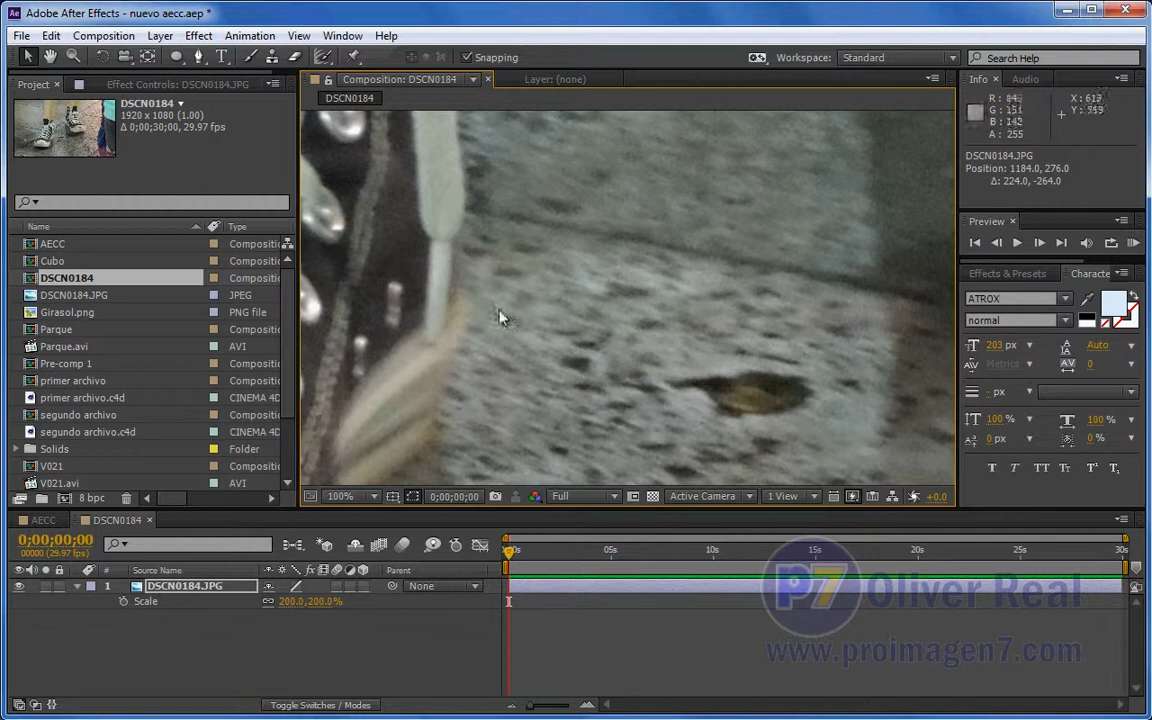 Adobe After Effects - nuevo aecc.aep *
File Edit Composition Layer Effect Animation View Window Help
Snapping Workspace: Standard Search Help
Project × Effect Controls: DSCN0184.JPG
DSCN0184
1920 x 1080 (1.00)
Δ 0;00;30;00, 29.97 fps
Name Type
AECC Compositi
Cubo Compositi
DSCN0184 Compositi
DSCN0184.JPG JPEG
Girasol.png PNG file
Parque Compositi
Parque.avi AVI
Pre-comp 1 Compositi
primer archivo Compositi
primer archivo.c4d CINEMA 4D
segundo archivo Compositi
segundo archivo.c4d CINEMA 4D
Solids Folder
V021 Compositi
V021.avi AVI
8 bpc
Composition: DSCN0184 × Layer: (none)
DSCN0184
100% 0;00;00;00 Full Active Camera 1 View +0.0
Info × Audio
R :
G : 151
B :
A : 255
X :
Y :
DSCN0184.JPG
Position: 1184.0, 276.0
Δ: 224.0, -264.0
Preview ×
Effects & Presets Characte
ATROX
normal
203 px Auto
Metrics 0
- px
100 % 100 %
0 px 0 %
T T TT Tт T¹ T₁
AECC DSCN0184 ×
0;00;00;00
00000 (29.97 fps)
# Source Name Parent
1 DSCN0184.JPG None
Scale 200.0,200.0%
05s 10s 15s 20s 25s 30s
Toggle Switches / Modes
P7 Oliver Real
www.proimagen7.com